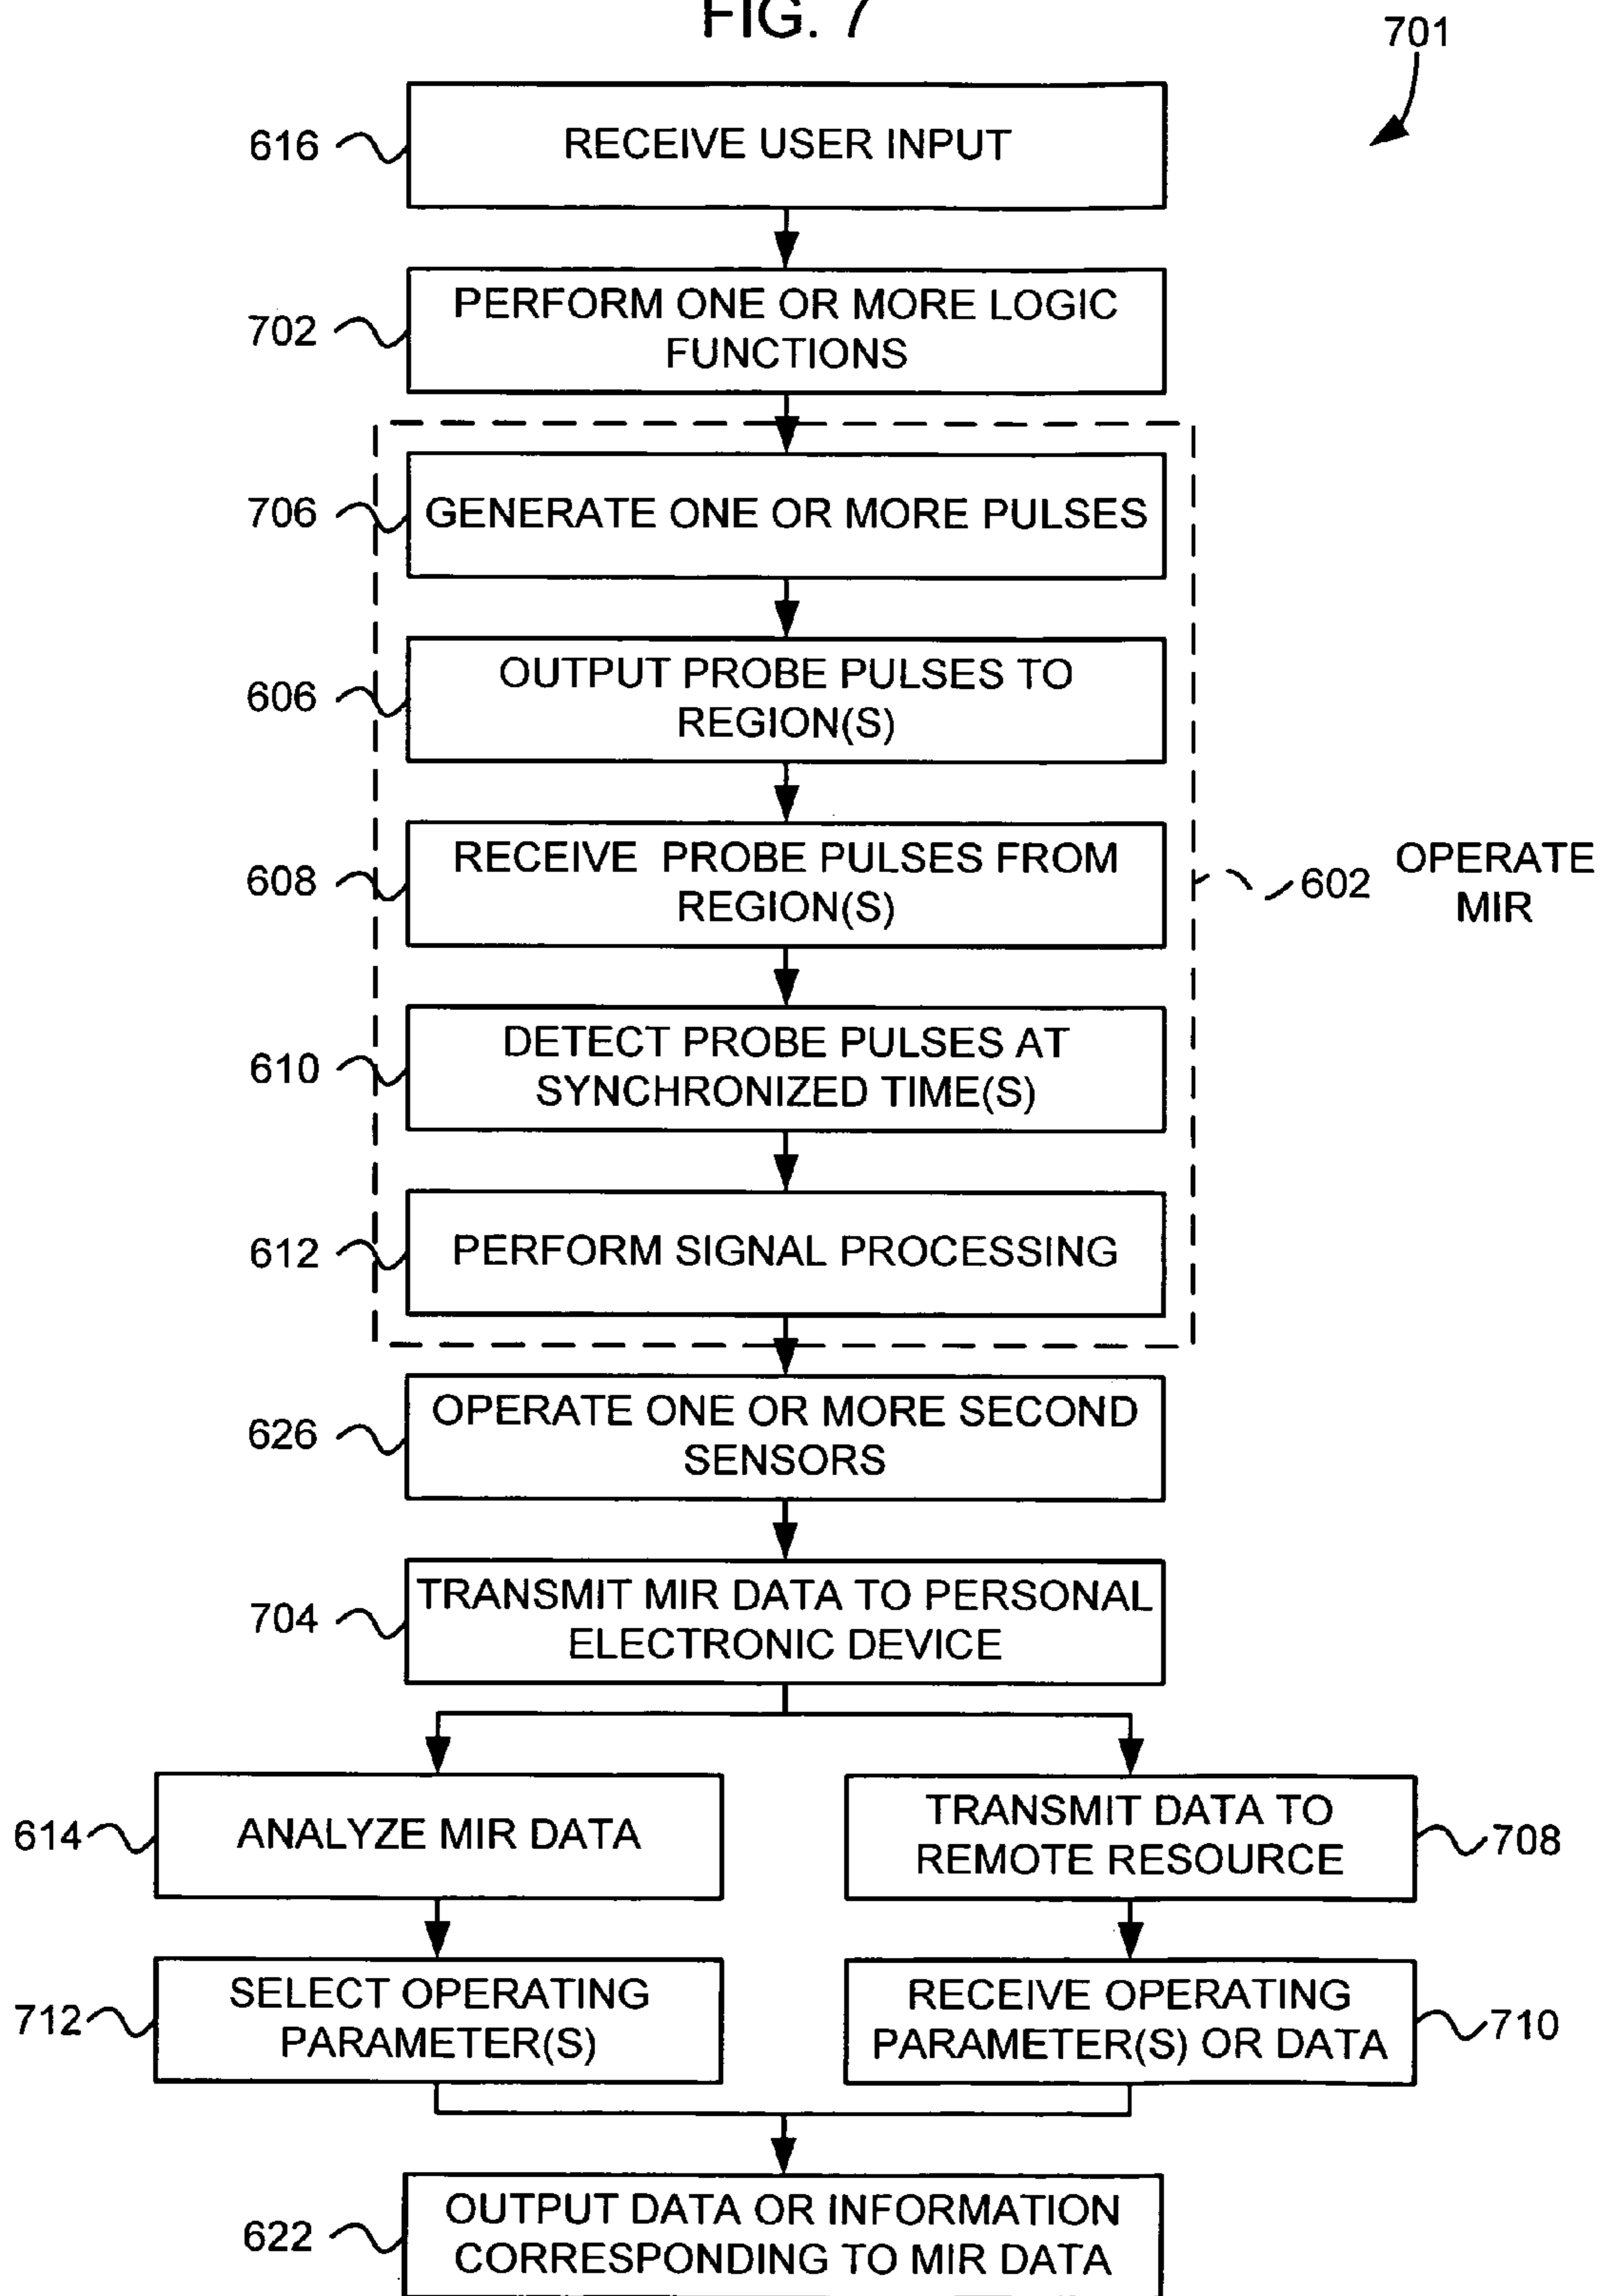 FIG. 7
701
616
RECEIVE USER INPUT
702
PERFORM ONE OR MORE LOGIC
FUNCTIONS
706
GENERATE ONE OR MORE PULSES
606
OUTPUT PROBE PULSES TO
REGION(S)
608
RECEIVE PROBE PULSES FROM
REGION(S)
602
OPERATE
MIR
610
DETECT PROBE PULSES AT
SYNCHRONIZED TIME(S)
612
PERFORM SIGNAL PROCESSING
626
OPERATE ONE OR MORE SECOND
SENSORS
704
TRANSMIT MIR DATA TO PERSONAL
ELECTRONIC DEVICE
614
ANALYZE MIR DATA
TRANSMIT DATA TO
REMOTE RESOURCE
708
712
SELECT OPERATING
PARAMETER(S)
RECEIVE OPERATING
PARAMETER(S) OR DATA
710
622
OUTPUT DATA OR INFORMATION
CORRESPONDING TO MIR DATA